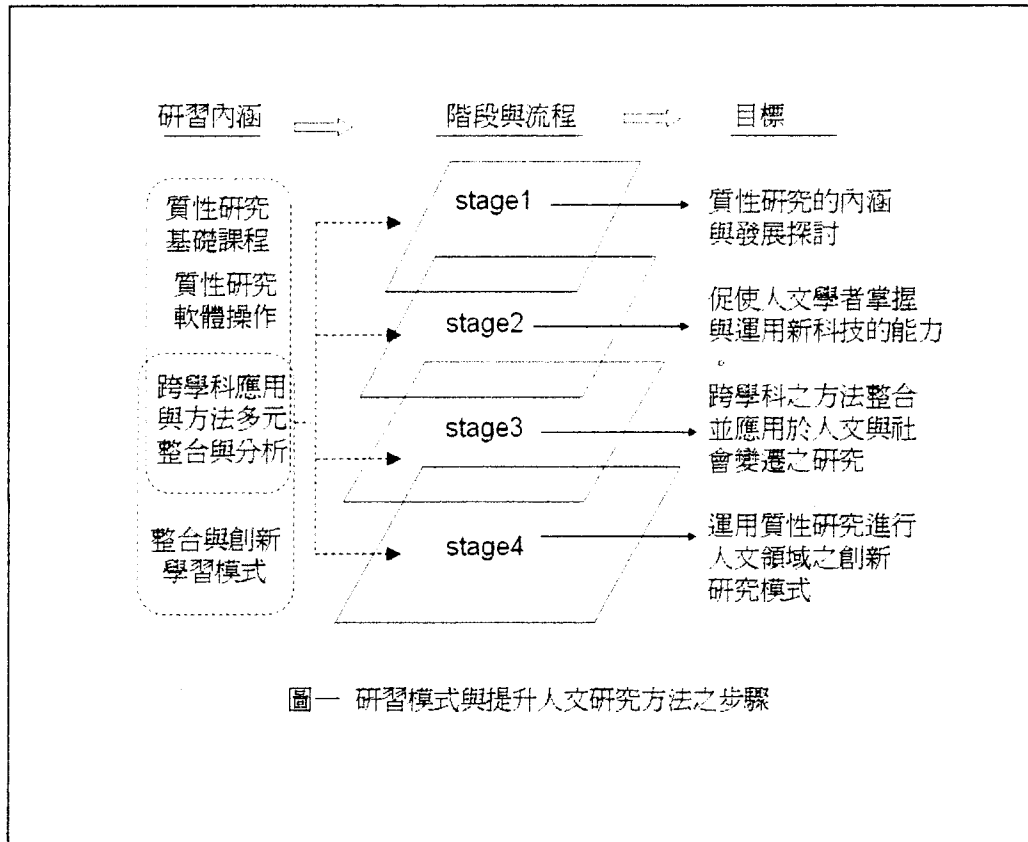 研習內涵
階段與流程
目標
質性研究
基礎課程
質性研究
軟體操作
跨學科應用
與方法多元
整合與分析
整合與創新
學習模式
stage1
stage2
stage3
stage4
質性研究的內涵
與發展探討
促使人文學者掌握
與運用新科技的能力
。
跨學科之方法整合
並應用於人文與社
會變遷之研究
運用質性研究進行
人文領域之創新
研究模式
圖一 研習模式與提升人文研究方法之步驟